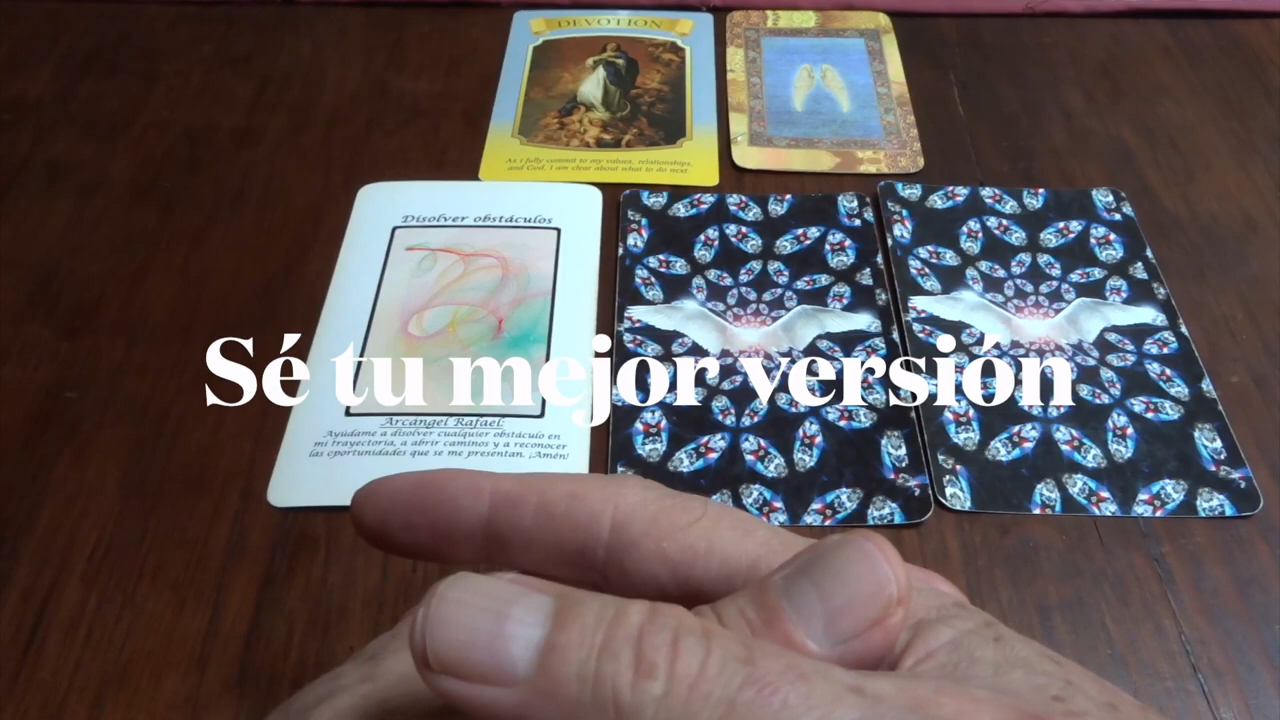 DEVOTION
As I fully commit to my values, relationships,
and God, I am clear about what to do next.
Disolver obstáculos
Sé tu mejor versión
Arcángel Rafael:
Ayúdame a disolver cualquier obstáculo en
mi trayectoria, a abrir caminos y a reconocer
las oportunidades que se me presentan. ¡Amén!